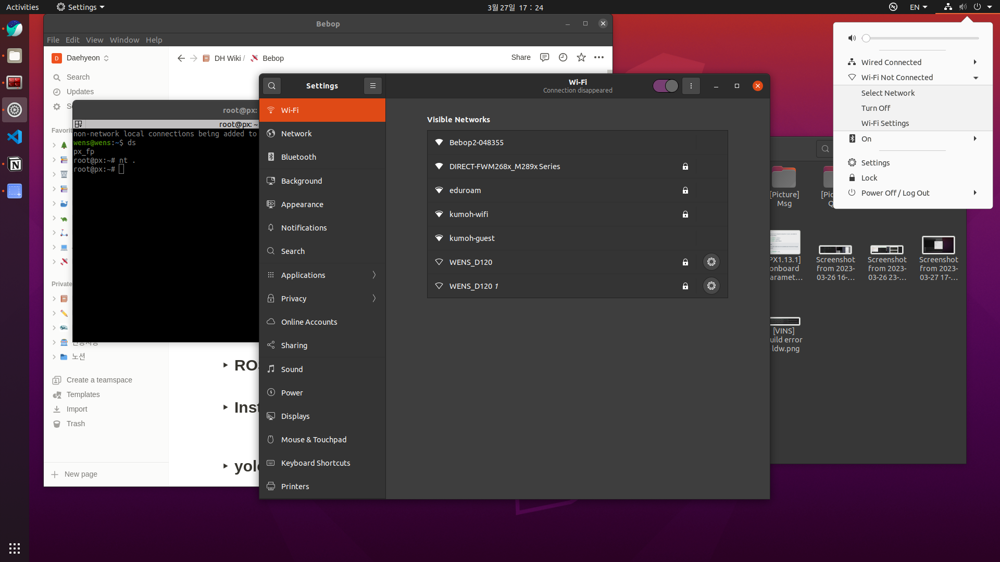 Activities
Settings
3월 27일 17 : 24
EN
Bebop
File Edit View Window Help
D
Daehyeon
DH Wiki /
Bebop
Share
Search
Updates
Favorit
Private
노션
Create a teamspace
Templates
Import
Trash
New page
ROS
Inst
yolo
root@px:
root@px: ~
non-network local connections being added to
wens@wens:~$ ds
px_fp
root@px:~# nt .
root@px:~#
Settings
Wi-Fi
Connection disappeared
Wi-Fi
Network
Bluetooth
Background
Appearance
Notifications
Search
Applications
Privacy
Online Accounts
Sharing
Sound
Power
Displays
Mouse & Touchpad
Keyboard Shortcuts
Printers
Visible Networks
Bebop2-048355
DIRECT-FWM268x_M289x Series
eduroam
kumoh-wifi
kumoh-guest
WENS_D120
WENS_D120 1
Wired Connected
Wi-Fi Not Connected
Select Network
Turn Off
Wi-Fi Settings
On
Settings
Lock
Power Off / Log Out
[Picture]
Msg
[Pic
PX1.13.1]
onboard
aramet…
Screenshot
from 2023-
03-26 16-…
Screenshot
from 2023-
03-26 23-…
Screenshot
from 2023-
03-27 17-…
[VINS]
uild error
ldw.png